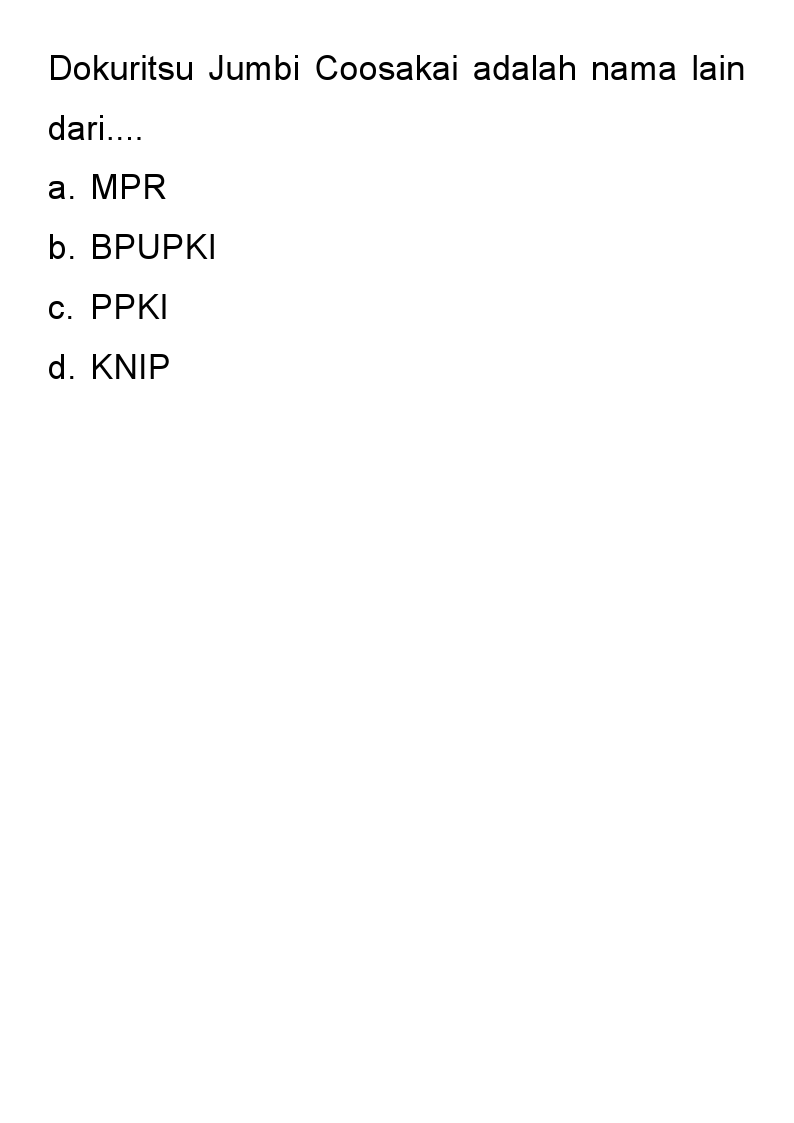 Dokuritsu Jumbi Coosakai adalah nama lain
dari....
a. MPR
b. BPUPKI
c. PPKI
d. KNIP